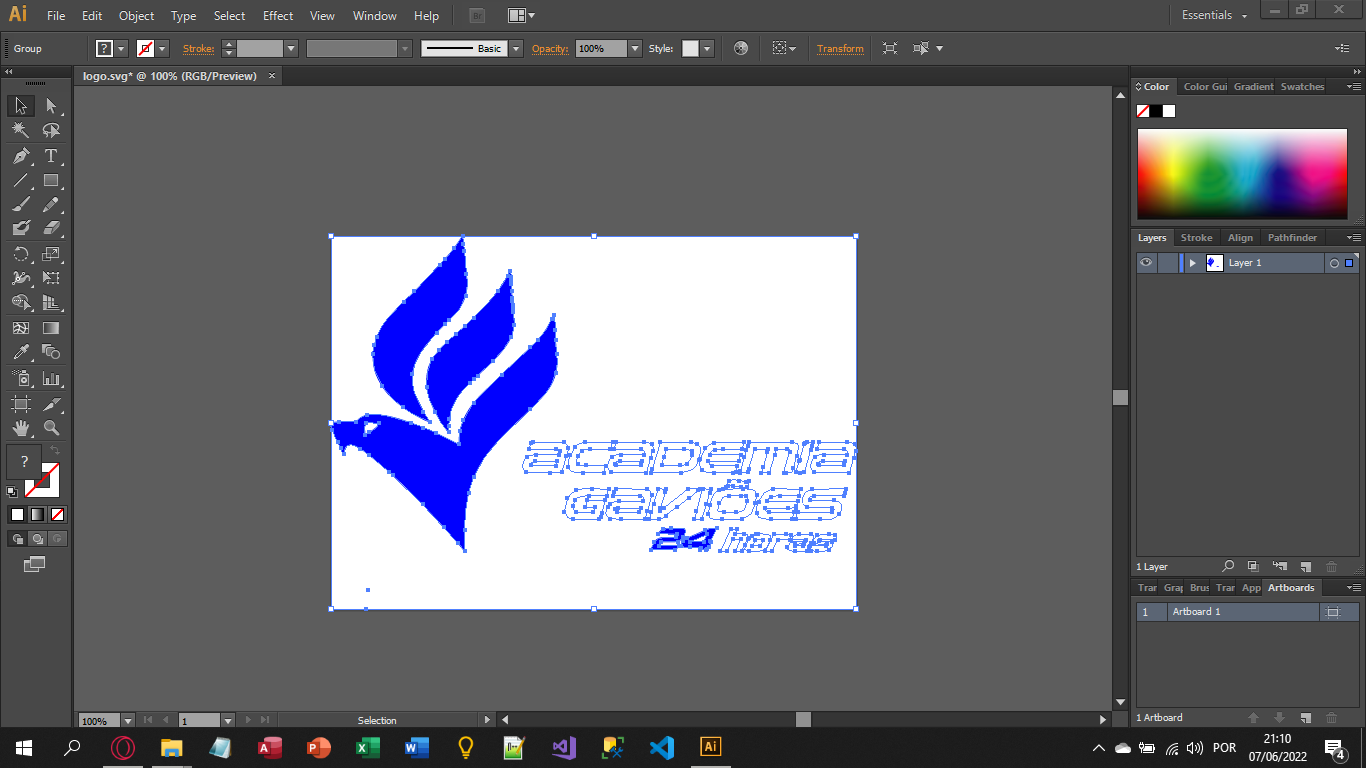 Ai File Edit Object Type Select Effect View Window Help Br Essentials
Group ? Stroke: Basic Opacity: 100% Style: Transform
logo.svg* @ 100% (RGB/Preview) ×
Color Color Gui Gradient Swatches
Layers Stroke Align Pathfinder
Layer 1
academia
GaviÕes
24 horas
?
1 Layer
Tran Grap Brus Tran App Artboards
1 Artboard 1
100% 1 Selection
1 Artboard
POR 21:10
07/06/2022
4